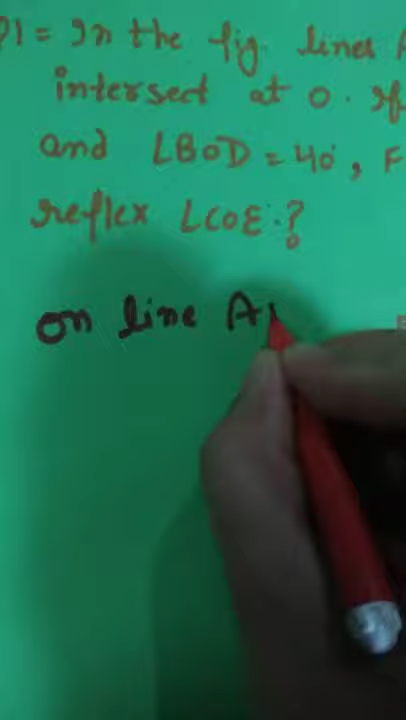 Q1 = In the fig. lines A
intersect at O. If
and ∠BOD = 40°, F
reflex ∠COE.?
on line A